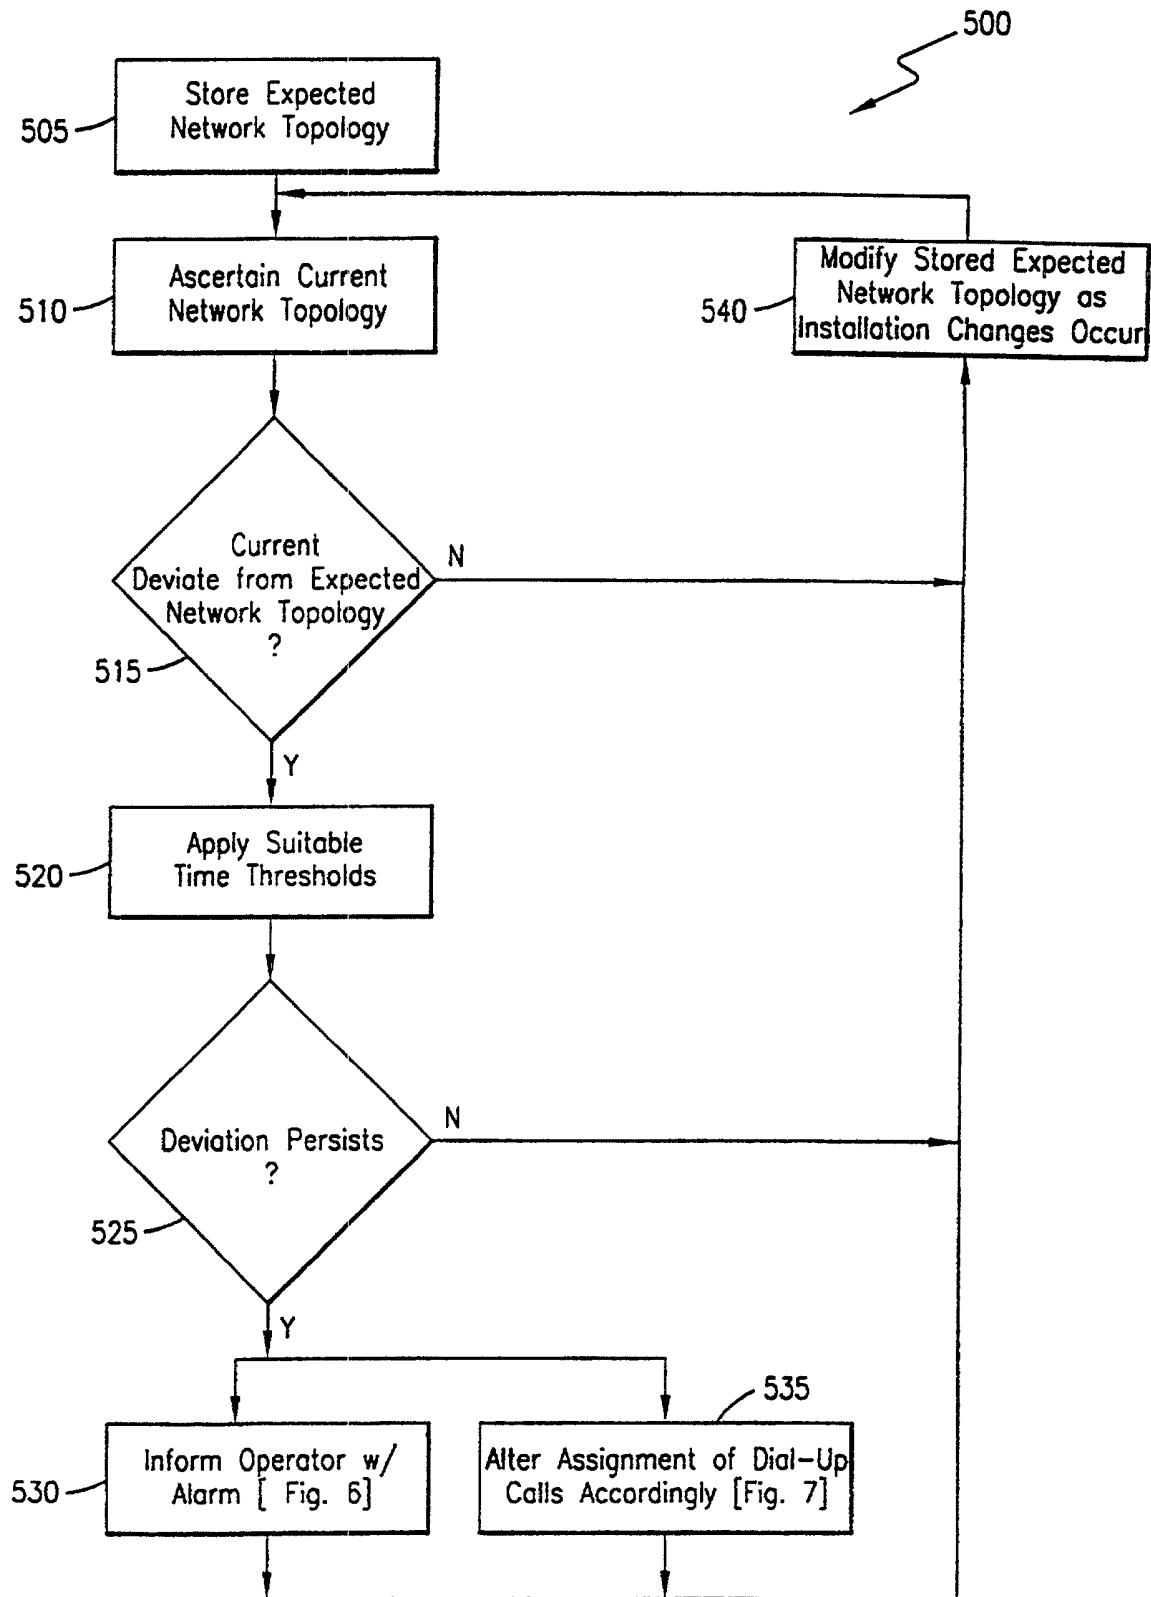 500
Store Expected
Network Topology
505
Ascertain Current
Network Topology
510
Modify Stored Expected
Network Topology as
Installation Changes Occur
540
Current
Deviate from Expected
Network Topology
?
N
515
Y
Apply Suitable
Time Thresholds
520
Deviation Persists
?
N
525
Y
535
Inform Operator w/
Alarm [ Fig. 6]
530
Alter Assignment of Dial-Up
Calls Accordingly [Fig. 7]